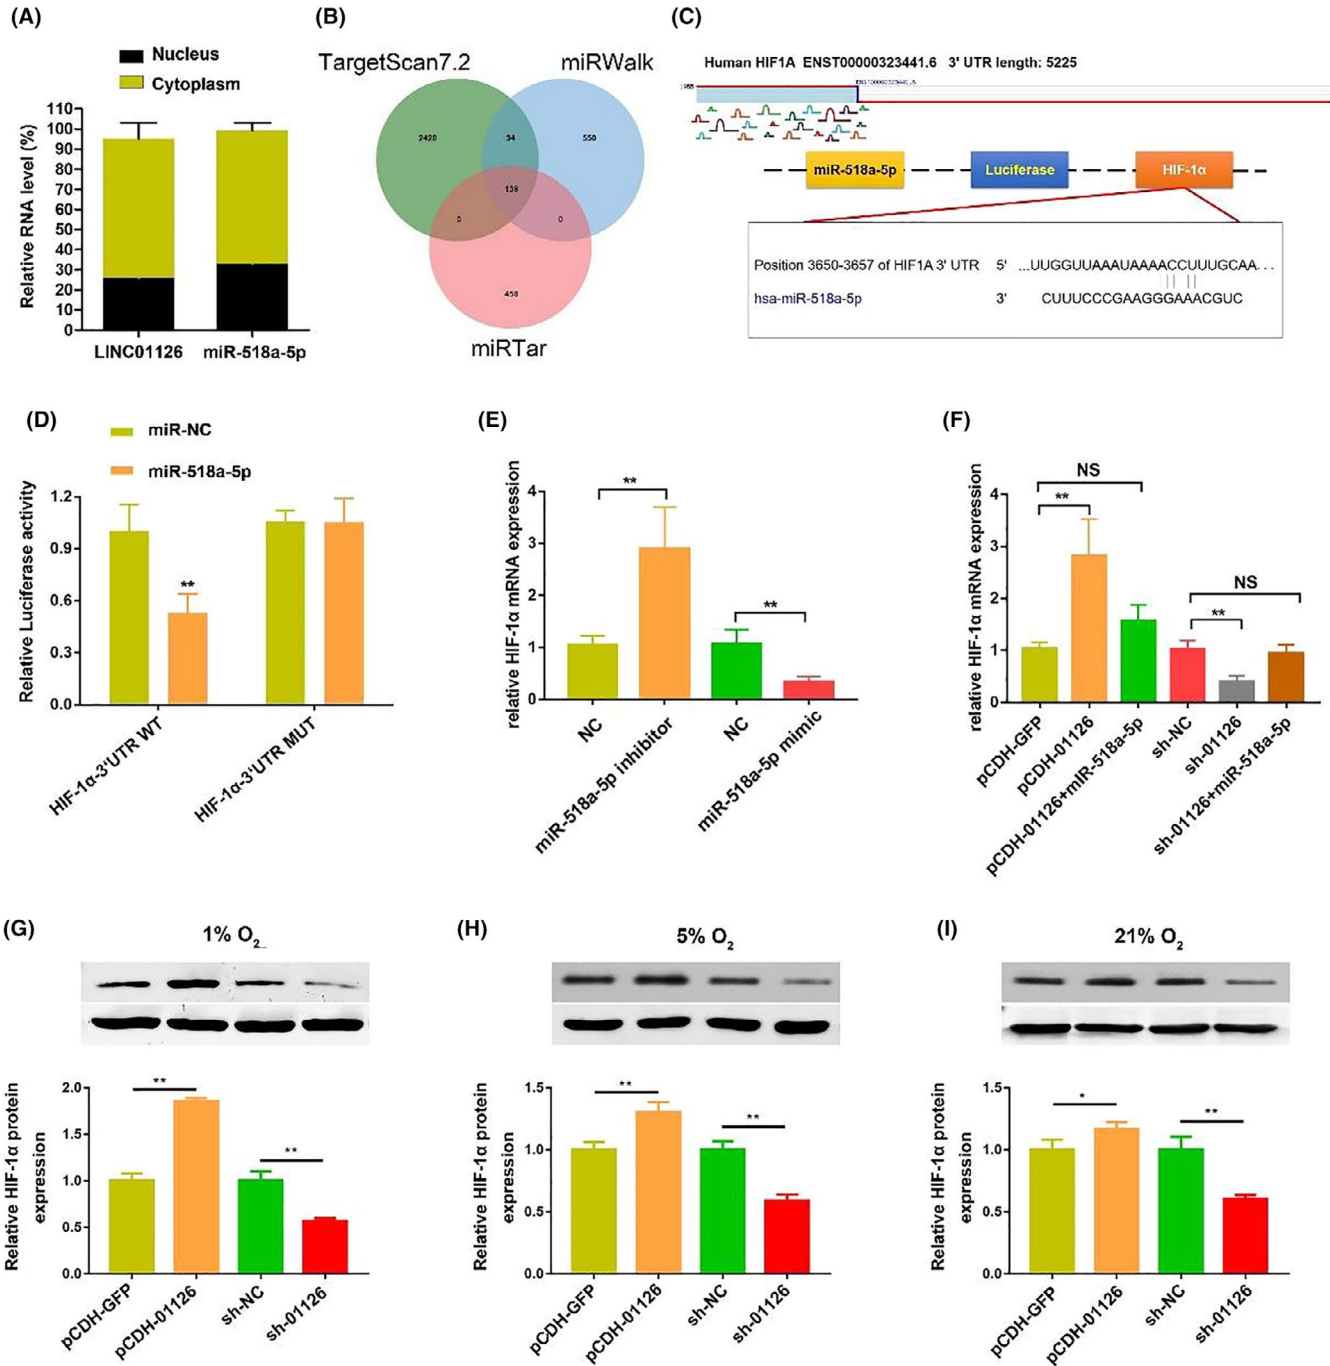 (A)
Nucleus
Cytoplasm
Relative RNA level (%)
110
100
90
80
70
60
50
40
30
20
10
0
LINC01126
miR-518a-5p
(B)
TargetScan7.2
miRWalk
2428
34
550
139
0
0
458
miRTar
(C)
Human HIF1A ENST00000323441.6 3' UTR length: 5225
ENST00000323441.6
miR-518a-5p
Luciferase
HIF-1α
Position 3650-3657 of HIF1A 3' UTR 5' ...UUGGUUAAAUAAAACCUUUGCAA...
hsa-miR-518a-5p 3' CUUUCCCGAAGGGAAACGUC
(D)
miR-NC
miR-518a-5p
Relative Luciferase activity
1.2
0.9
0.6
0.3
0.0
**
HIF-1α-3'UTR WT
HIF-1α-3'UTR MUT
(E)
relative HIF-1α mRNA expression
4
3
2
1
0
**
**
NC
miR-518a-5p inhibitor
NC
miR-518a-5p mimic
(F)
relative HIF-1α mRNA expression
4
3
2
1
0
NS
**
NS
**
pCDH-GFP
pCDH-01126
pCDH-01126+mIR-518a-5p
sh-NC
sh-01126
sh-01126+miR-518a-5p
(G)
1% O2_
Relative HIF-1α protein
expression
2.0
1.5
1.0
0.5
0.0
**
**
pCDH-GFP
pCDH-01126
sh-NC
sh-01126
(H)
5% O2
Relative HIF-1α protein
expression
1.5
1.0
0.5
0.0
**
**
pCDH-GFP
pCDH-01126
sh-NC
sh-01126
(I)
21% O2
Relative HIF-1α protein
expression
1.5
1.0
0.5
0.0
*
**
pCDH-GFP
pCDH-01126
sh-NC
sh-01126